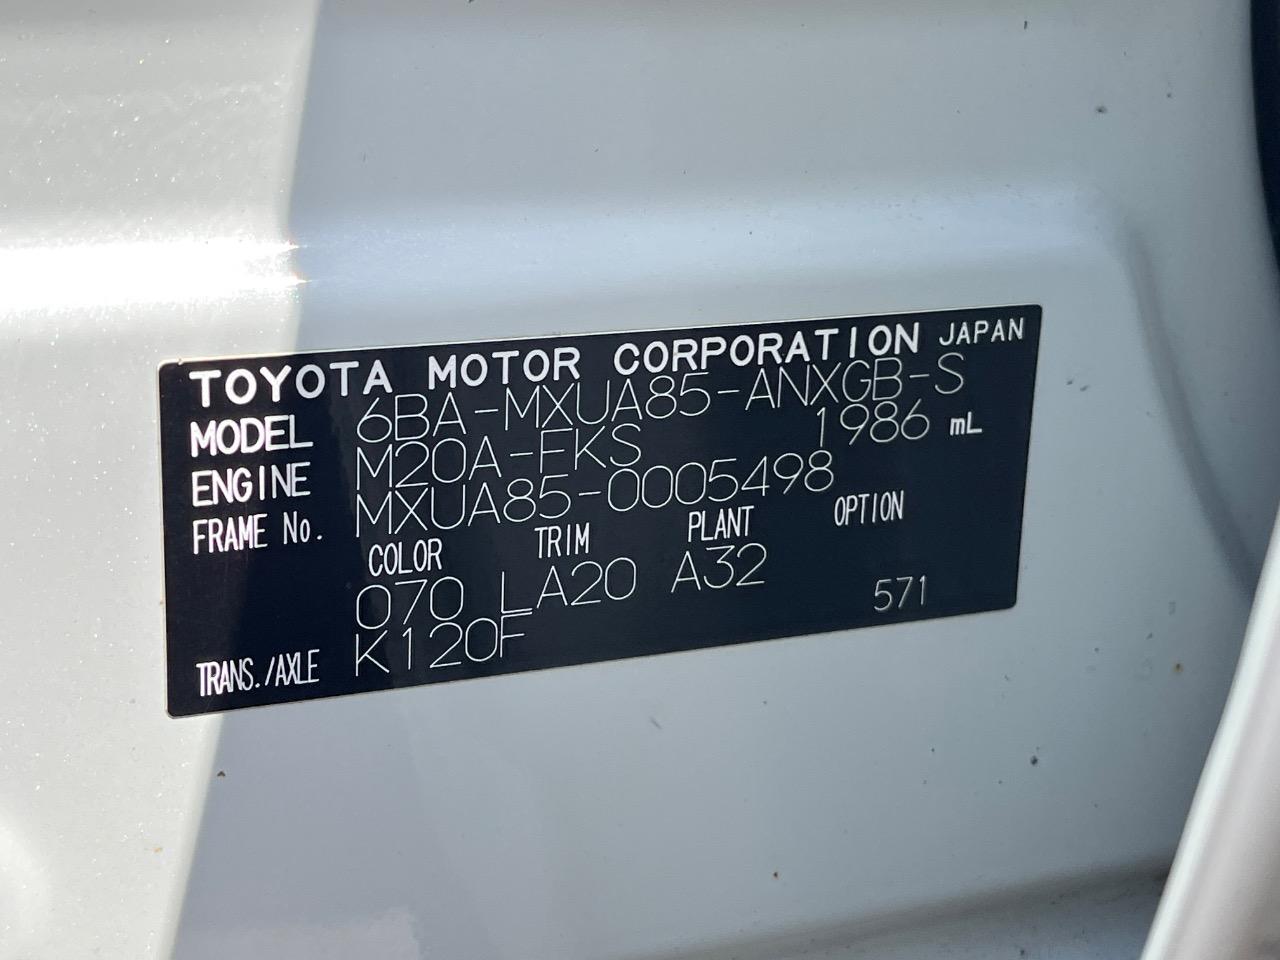 TOYOTA MOTOR CORPORATION JAPAN
MODEL 6BA-MXUA85-ANXGB-S
ENGINE M20A-FKS 1986 mL
FRAME No. MXUA85-0005498
COLOR TRIM PLANT OPTION
070 LA20 A32
TRANS./AXLE K120F 571